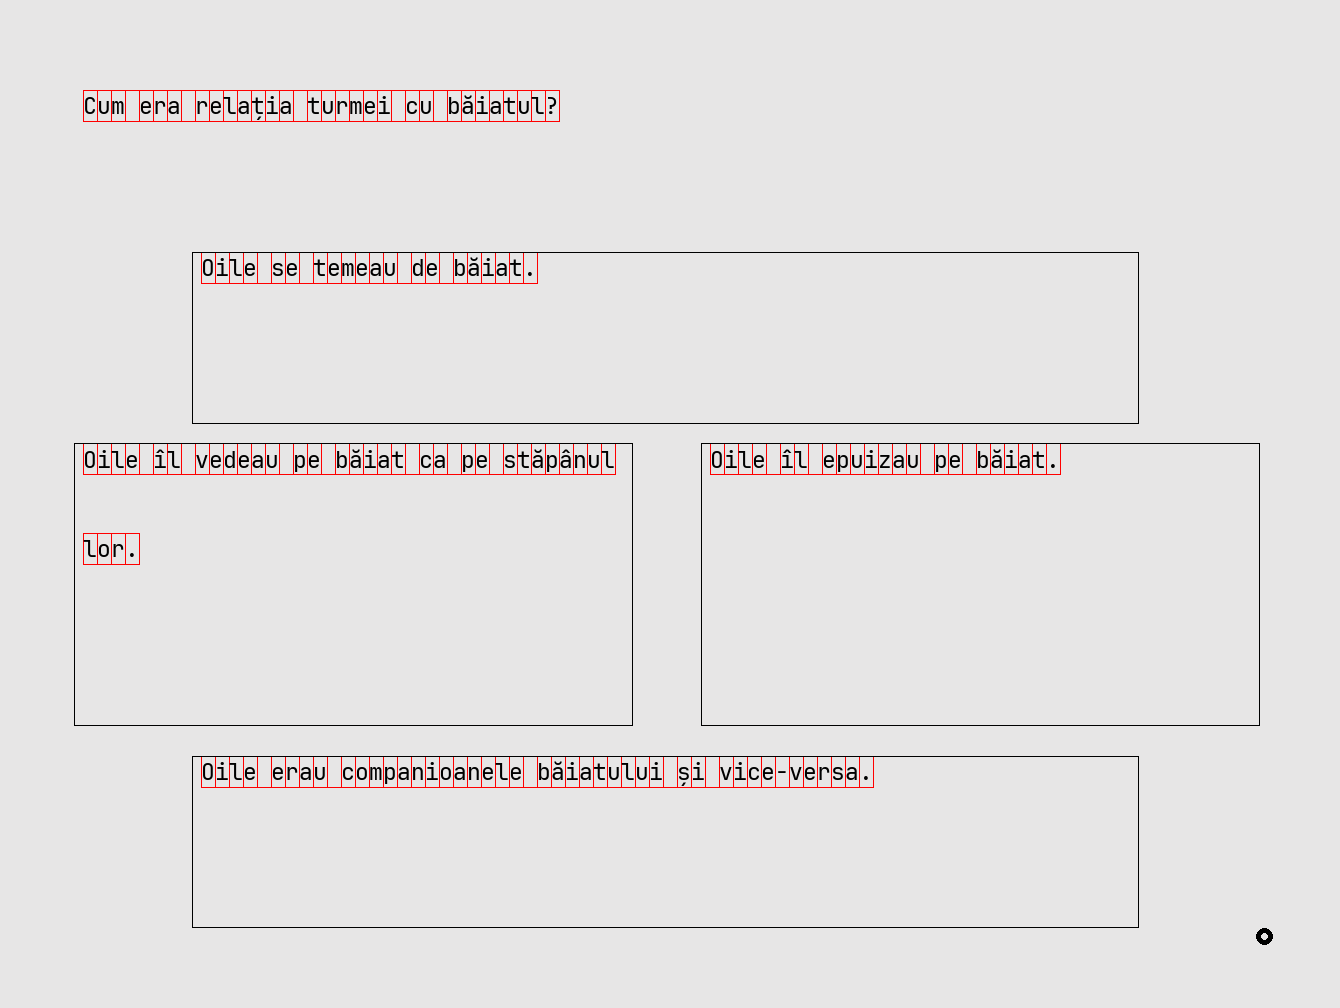 Cum era relația turmei cu băiatul?
Oile se temeau de băiat.
Oile îl vedeau pe băiat ca pe stăpânul
lor.
Oile îl epuizau pe băiat.
Oile erau companioanele băiatului și vice-versa.